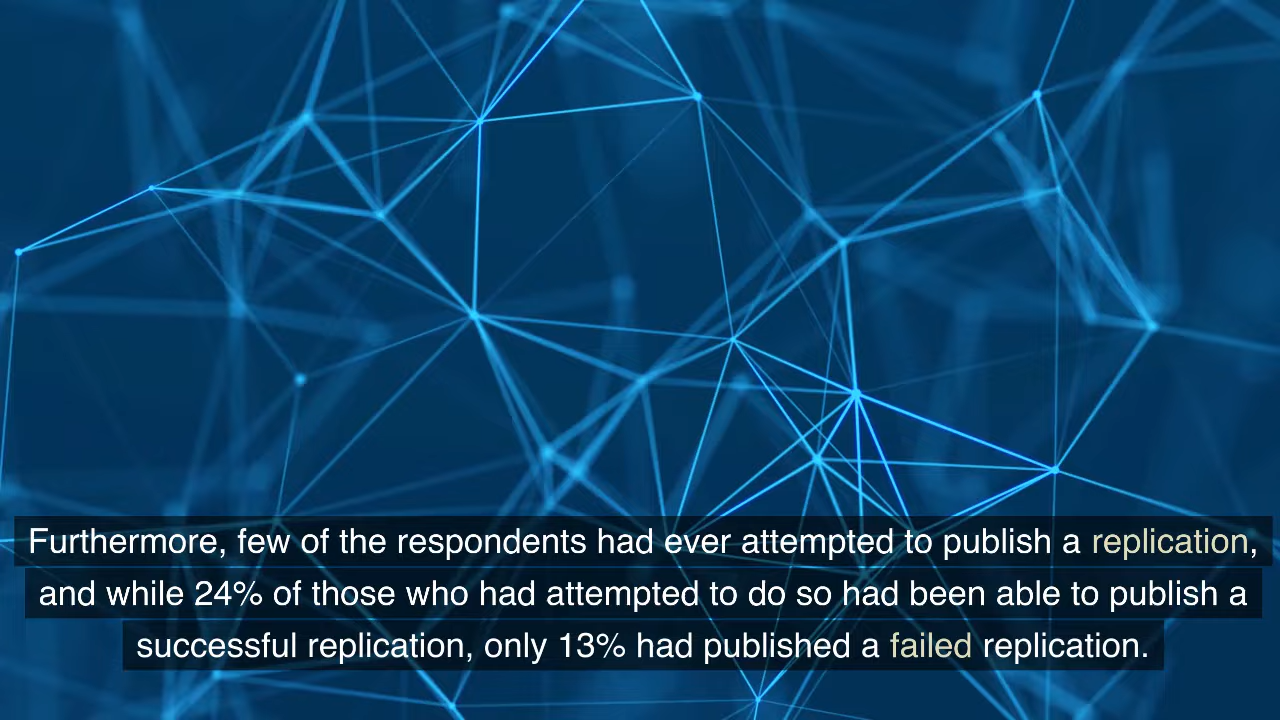 Furthermore, few of the respondents had ever attempted to publish a replication,
and while 24% of those who had attempted to do so had been able to publish a
successful replication, only 13% had published a failed replication.